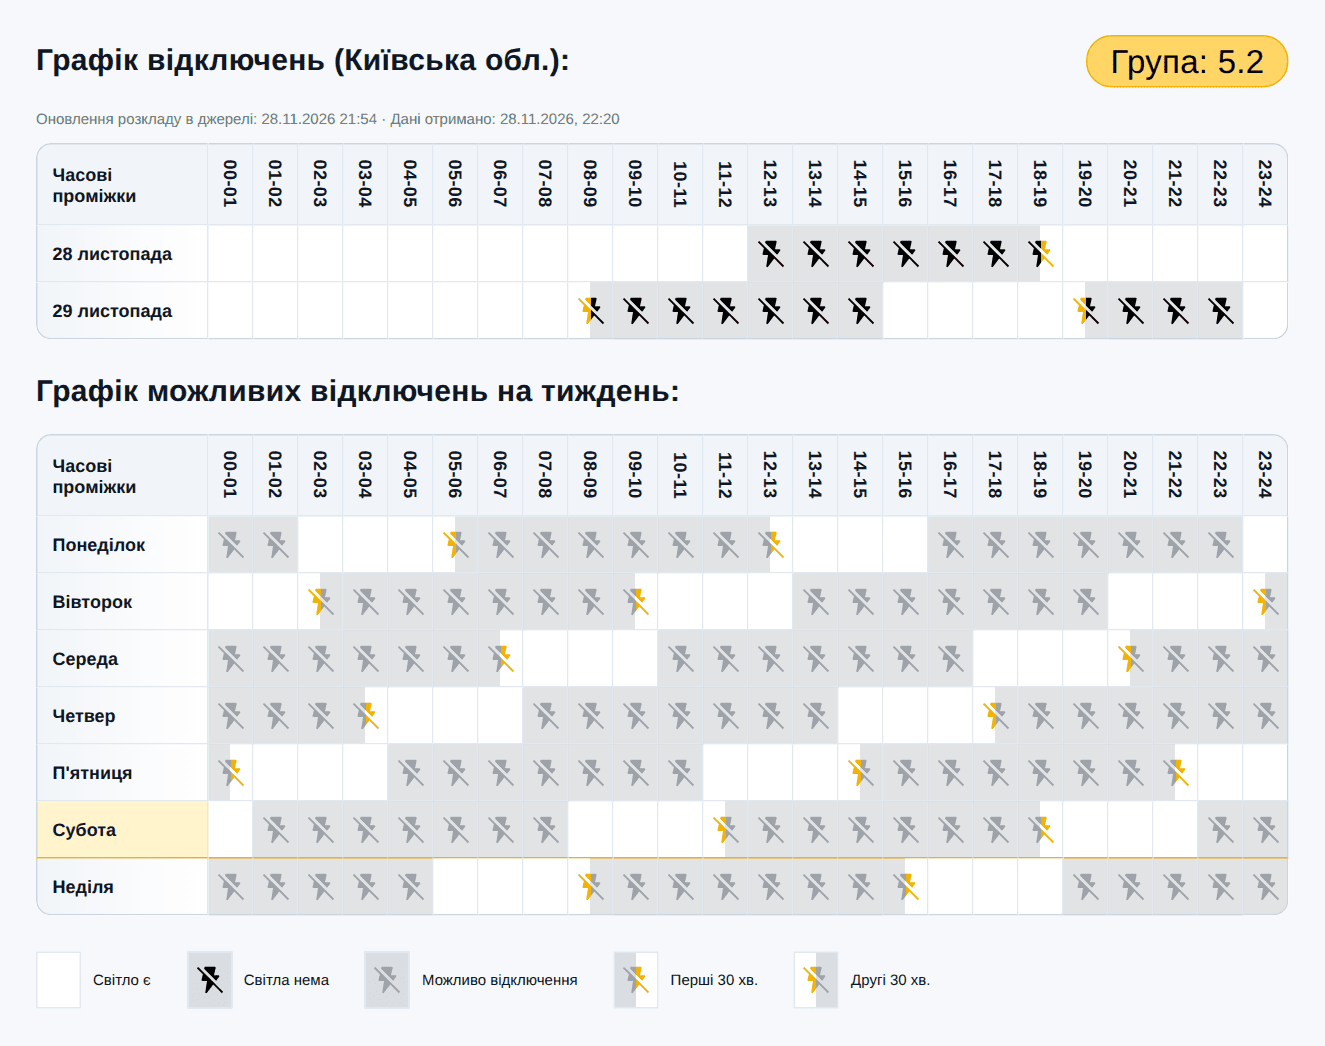 Графік відключень (Київська обл.):
Група: 5.2
Оновлення розкладу в джерелі: 28.11.2026 21:54 · Дані отримано: 28.11.2026, 22:20
Часові
проміжки
00-01 01-02 02-03 03-04 04-05 05-06 06-07 07-08 08-09 09-10 10-11 11-12 12-13 13-14 14-15 15-16 16-17 17-18 18-19 19-20 20-21 21-22 22-23 23-24
28 листопада
29 листопада
Графік можливих відключень на тиждень:
Часові
проміжки
00-01 01-02 02-03 03-04 04-05 05-06 06-07 07-08 08-09 09-10 10-11 11-12 12-13 13-14 14-15 15-16 16-17 17-18 18-19 19-20 20-21 21-22 22-23 23-24
Понеділок
Вівторок
Середа
Четвер
П'ятниця
Субота
Неділя
Світло є
Світла нема
Можливо відключення
Перші 30 хв.
Другі 30 хв.